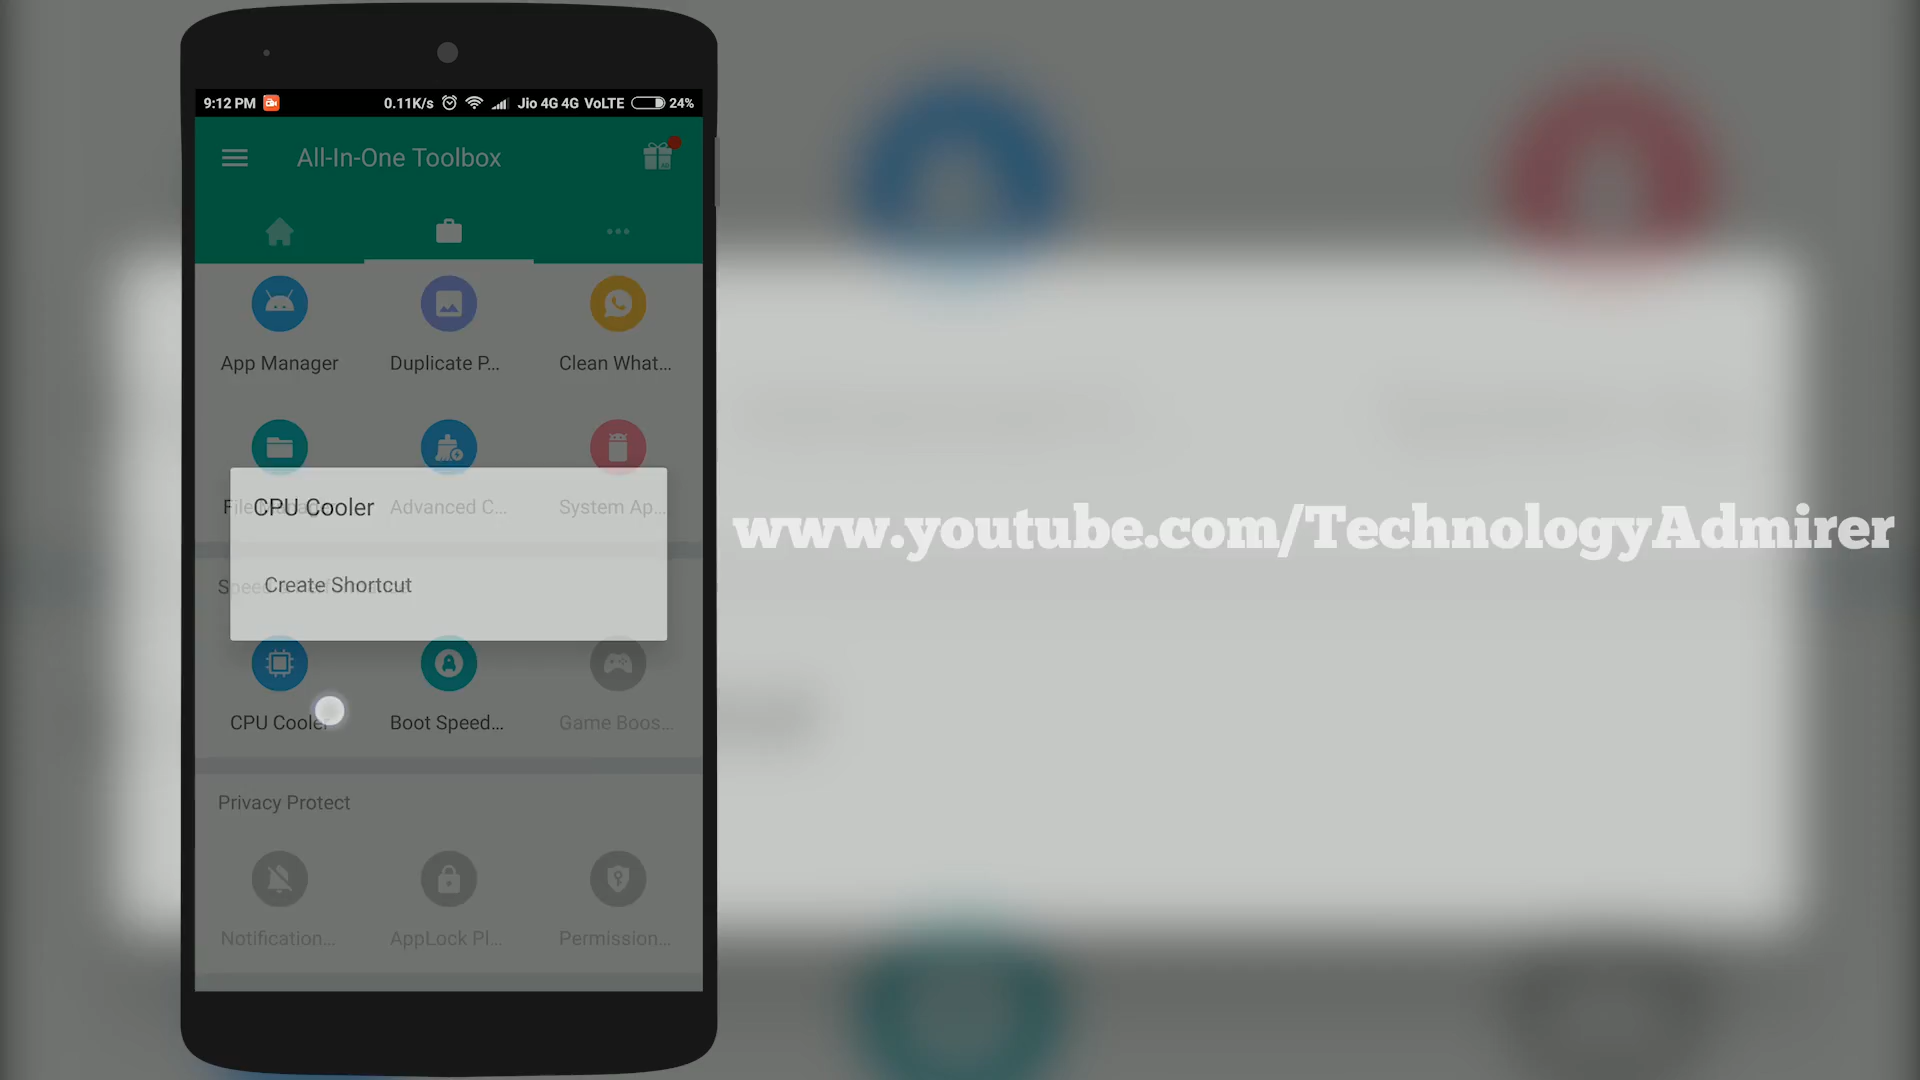 9:12 PM 0.11K/s Jio 4G 4G VoLTE 24%
All-In-One Toolbox
App Manager Duplicate P... Clean What...
File Manager Advanced C... System Ap...
CPU Cooler
Create Shortcut
CPU Cooler Boot Speed... Game Boos...
Privacy Protect
Notification... AppLock Pl... Permission...
www.youtube.com/TechnologyAdmirer